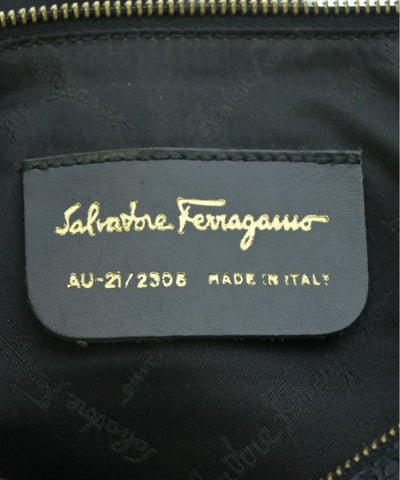 Salvatore Ferragamo
AU-21/2306 MADE IN ITALY